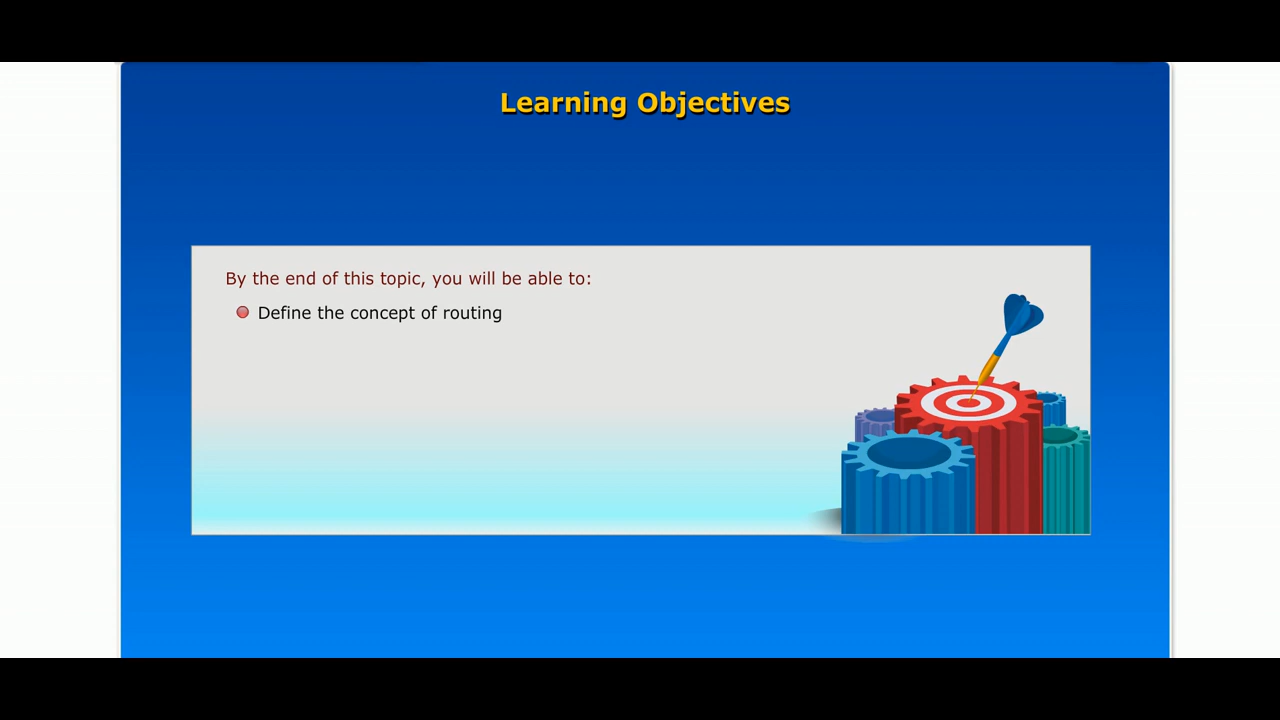 Learning Objectives
By the end of this topic, you will be able to:
Define the concept of routing